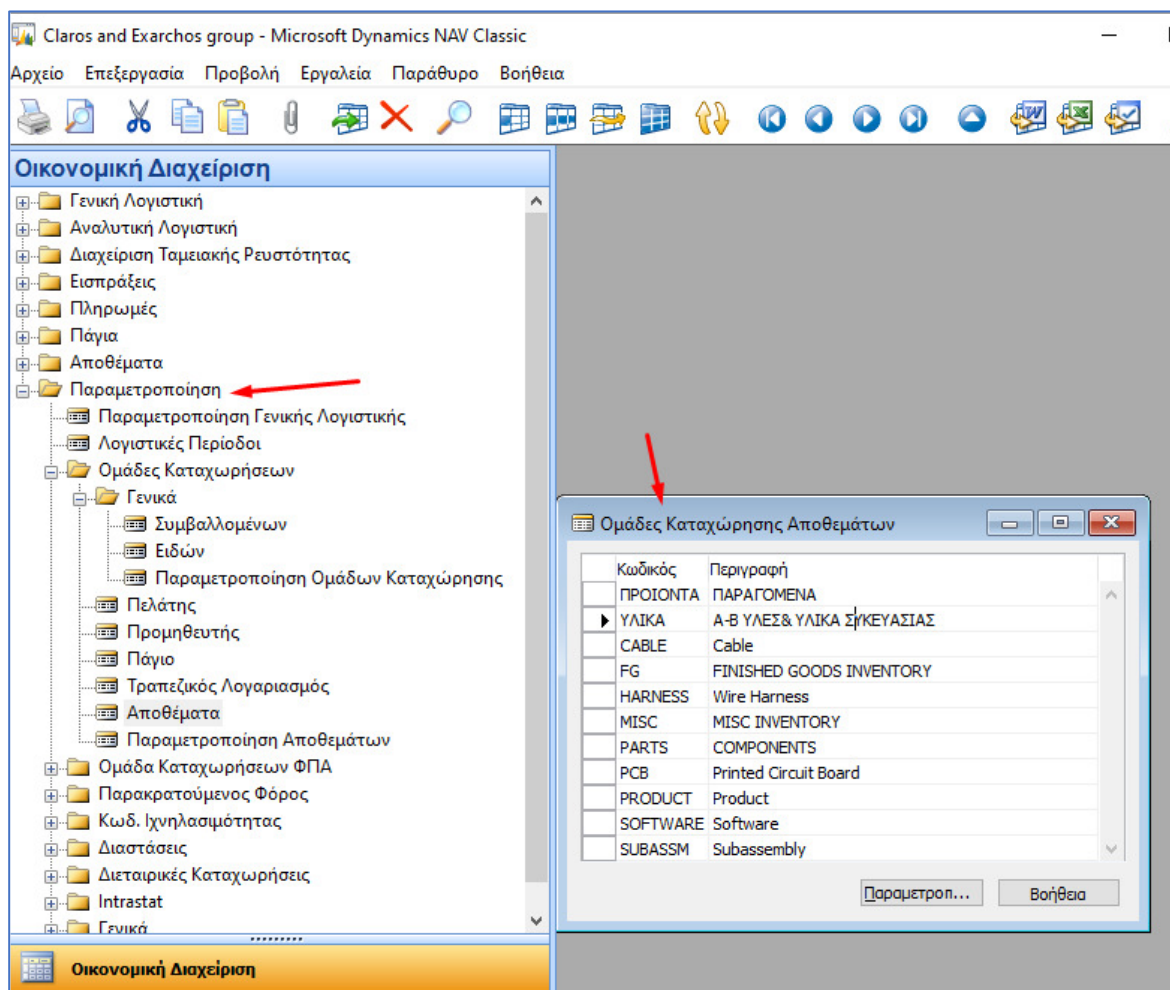 Claros and Exarchos group - Microsoft Dynamics NAV Classic
Αρχείο Επεξεργασία Προβολή Εργαλεία Παράθυρο Βοήθεια
Οικονομική Διαχείριση
Γενική Λογιστική
Αναλυτική Λογιστική
Διαχείριση Ταμειακής Ρευστότητας
Εισπράξεις
Πληρωμές
Πάγια
Αποθέματα
Παραμετροποίηση
Παραμετροποίηση Γενικής Λογιστικής
Λογιστικές Περίοδοι
Ομάδες Καταχωρήσεων
Γενικά
Συμβαλλομένων
Ειδών
Παραμετροποίηση Ομάδων Καταχώρησης
Πελάτης
Προμηθευτής
Πάγιο
Τραπεζικός Λογαριασμός
Αποθέματα
Παραμετροποίηση Αποθεμάτων
Ομάδα Καταχωρήσεων ΦΠΑ
Παρακρατούμενος Φόρος
Κωδ. Ιχνηλασιμότητας
Διαστάσεις
Διεταιρικές Καταχωρήσεις
Intrastat
Γενικά
Οικονομική Διαχείριση
Ομάδες Καταχώρησης Αποθεμάτων
Κωδικός Περιγραφή
ΠΡΟΙΟΝΤΑ ΠΑΡΑΓΟΜΕΝΑ
ΥΛΙΚΑ Α-Β ΥΛΕΣ& ΥΛΙΚΑ ΣΥΚΕΥΑΣΙΑΣ
CABLE Cable
FG FINISHED GOODS INVENTORY
HARNESS Wire Harness
MISC MISC INVENTORY
PARTS COMPONENTS
PCB Printed Circuit Board
PRODUCT Product
SOFTWARE Software
SUBASSM Subassembly
Παραμετροπ... Βοήθεια